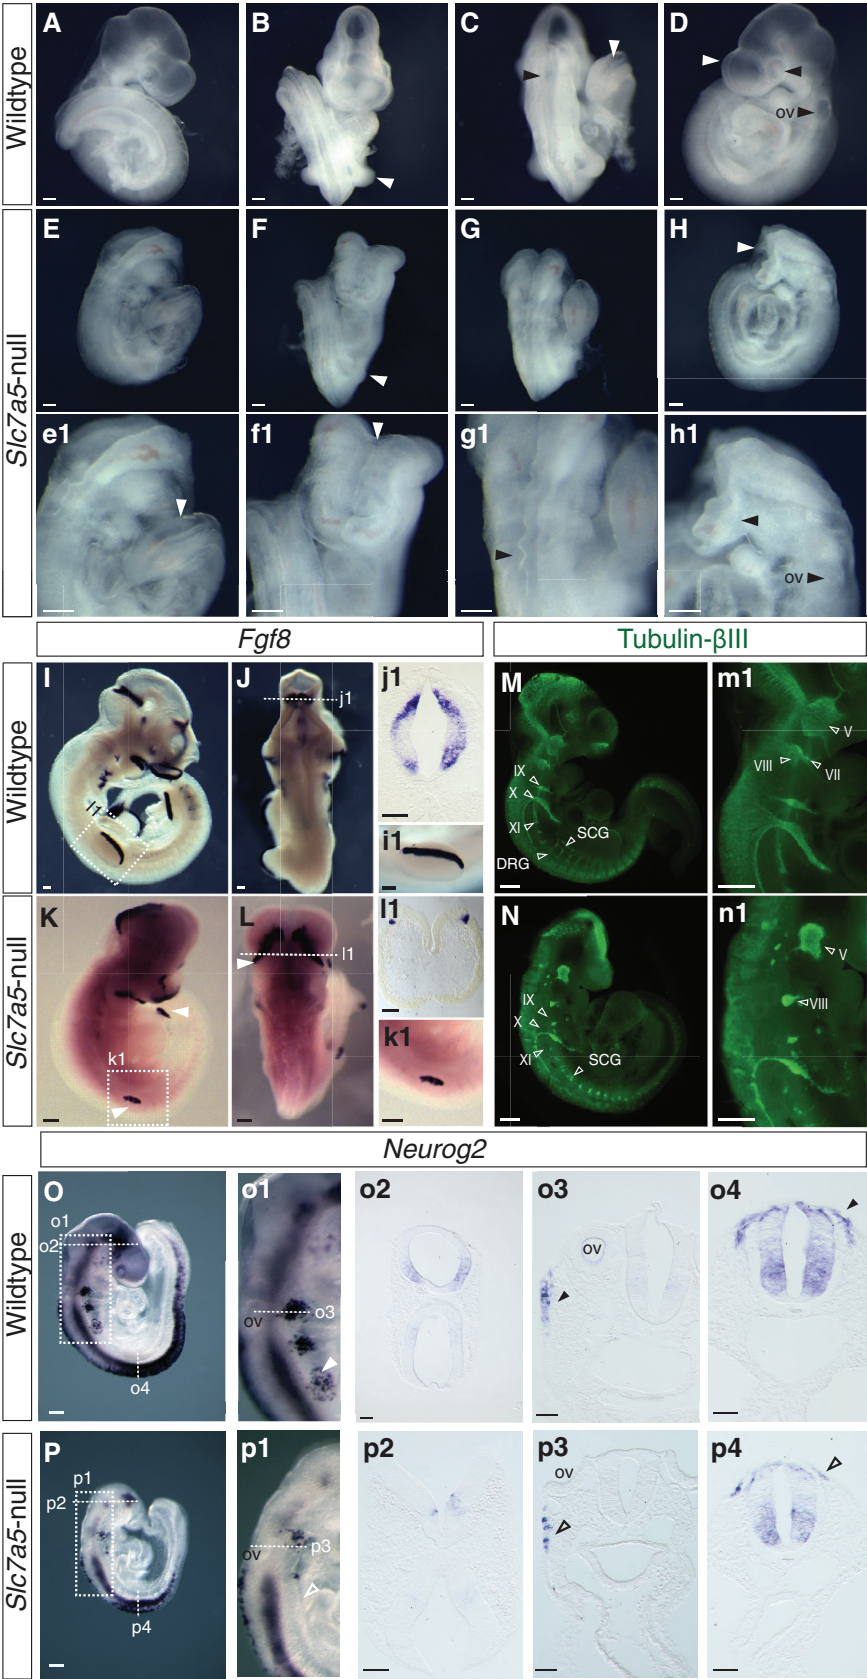 Wildtype
A
B
C
D
ov
Slc7a5-null
E
F
G
H
e1
f1
g1
h1
ov
Fgf8
Tubulin-βIII
Wildtype
I
l1
J
j1
j1
i1
M
IX
X
XI
DRG
SCG
m1
V
VIII
VII
Slc7a5-null
K
k1
L
l1
l1
k1
N
IX
X
XI
SCG
n1
V
VIII
Neurog2
Wildtype
O
o1
o2
o4
o1
o3
ov
o2
o3
ov
o4
Slc7a5-null
P
p1
p2
p4
p1
p3
ov
p2
p3
ov
p4